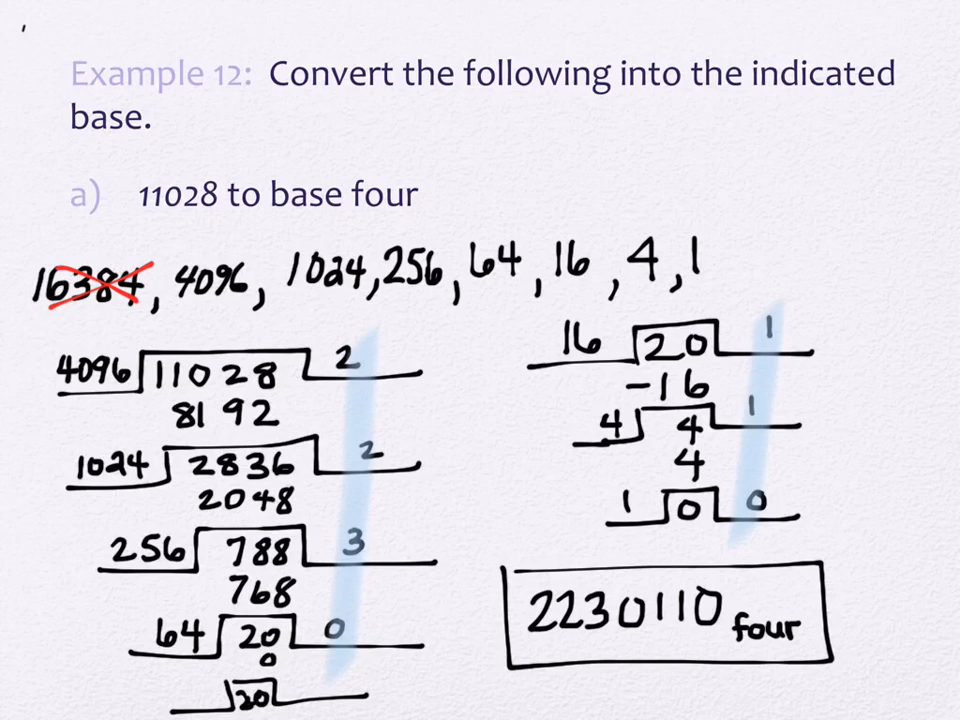 Example 12: Convert the following into the indicated
base.
a) 11028 to base four
16384, 4096, 1024, 256, 64, 16, 4, 1
4096 11028 2
8192
1024 2836 2
2048
256 788 3
768
64 20 0
0
20
16 20 1
-16
4 4 1
4
1 0 0
2230110 four